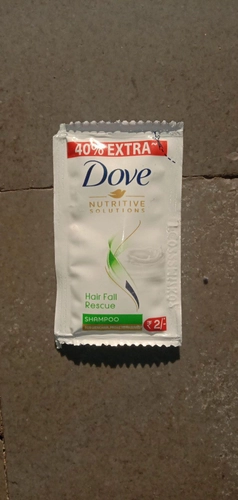 40% EXTRA
Dove
NUTRITIVE
SOLUTIONS
Hair Fall
Rescue
SHAMPOO
₹ 2/-